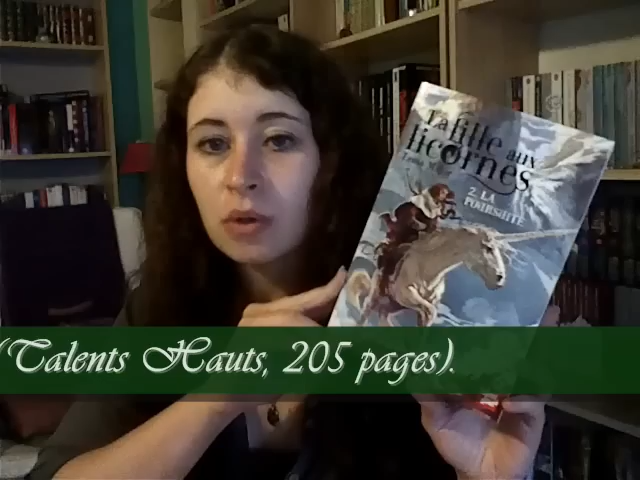 La fille aux
licornes
2. LA
POURSUITE
(Talents Hauts, 205 pages).